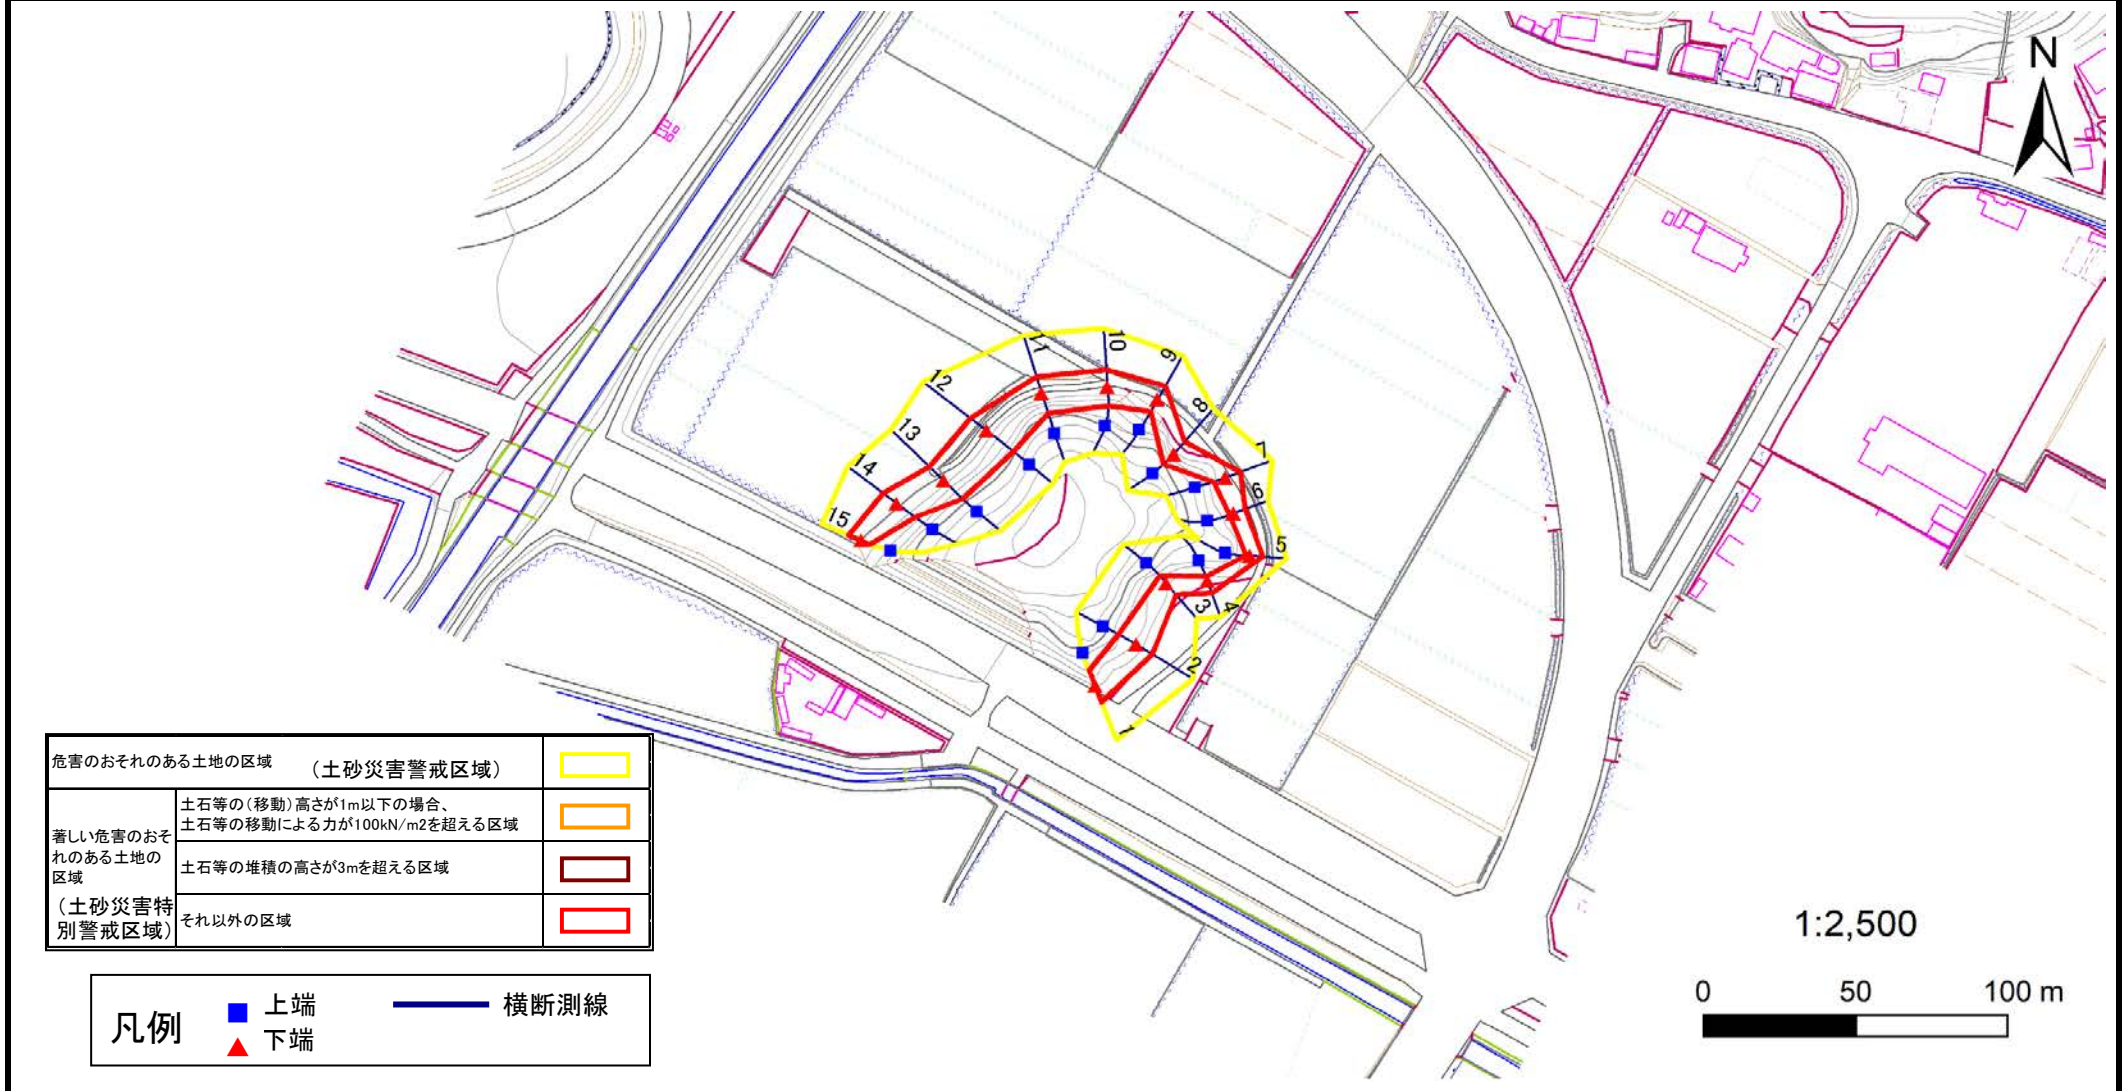 N
10
11
9
12
8
13
7
14
6
15
5
4
3
2
1
危害のおそれのある土地の区域 （土砂災害警戒区域）
著しい危害のおそ
れのある土地の
区域
（土砂災害特
別警戒区域）
土石等の（移動）高さが1m以下の場合、
土石等の移動による力が100kN/m2を超える区域
土石等の堆積の高さが3mを超える区域
それ以外の区域
凡例
上端
下端
横断測線
1:2,500
0 50 100 m